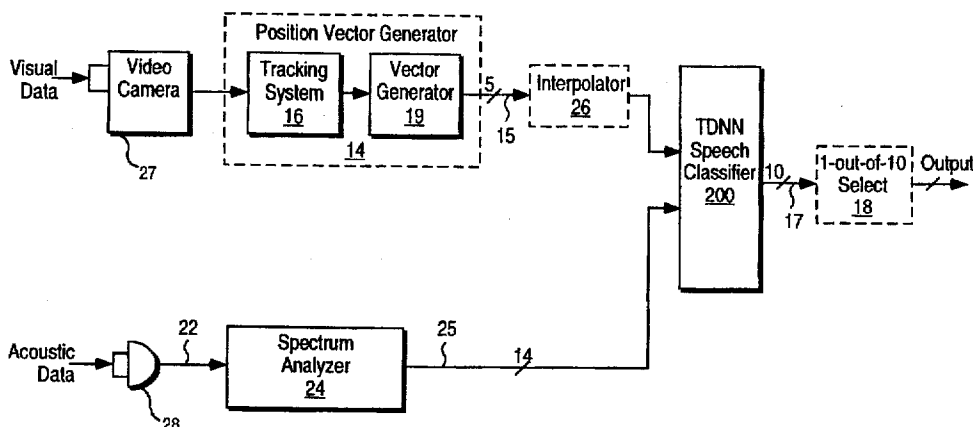 Position Vector Generator
Visual
Data
Video
Camera
27
Tracking
System
16
Vector
Generator
19
14
5
15
Interpolator
26
TDNN
Speech
Classifier
200
10
17
1-out-of-10
Select
18
Output
Acoustic
Data
28
22
Spectrum
Analyzer
24
25
14